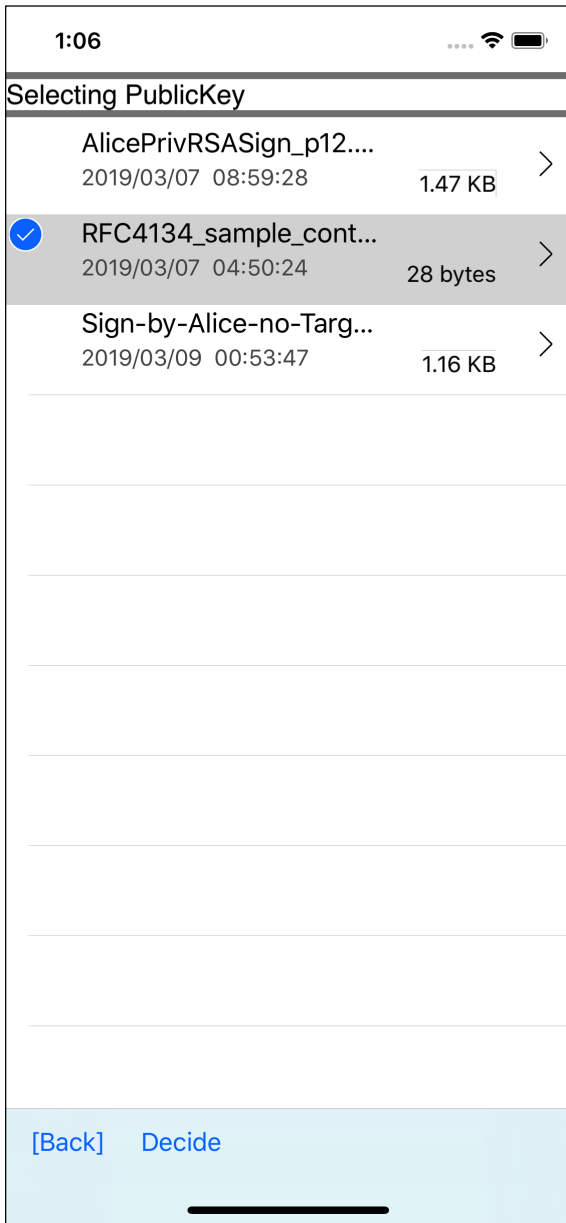 1:06
Selecting PublicKey
AlicePrivRSASign_p12....
2019/03/07 08:59:28
1.47 KB
RFC4134_sample_cont...
2019/03/07 04:50:24
28 bytes
Sign-by-Alice-no-Targ...
2019/03/09 00:53:47
1.16 KB
[Back] Decide